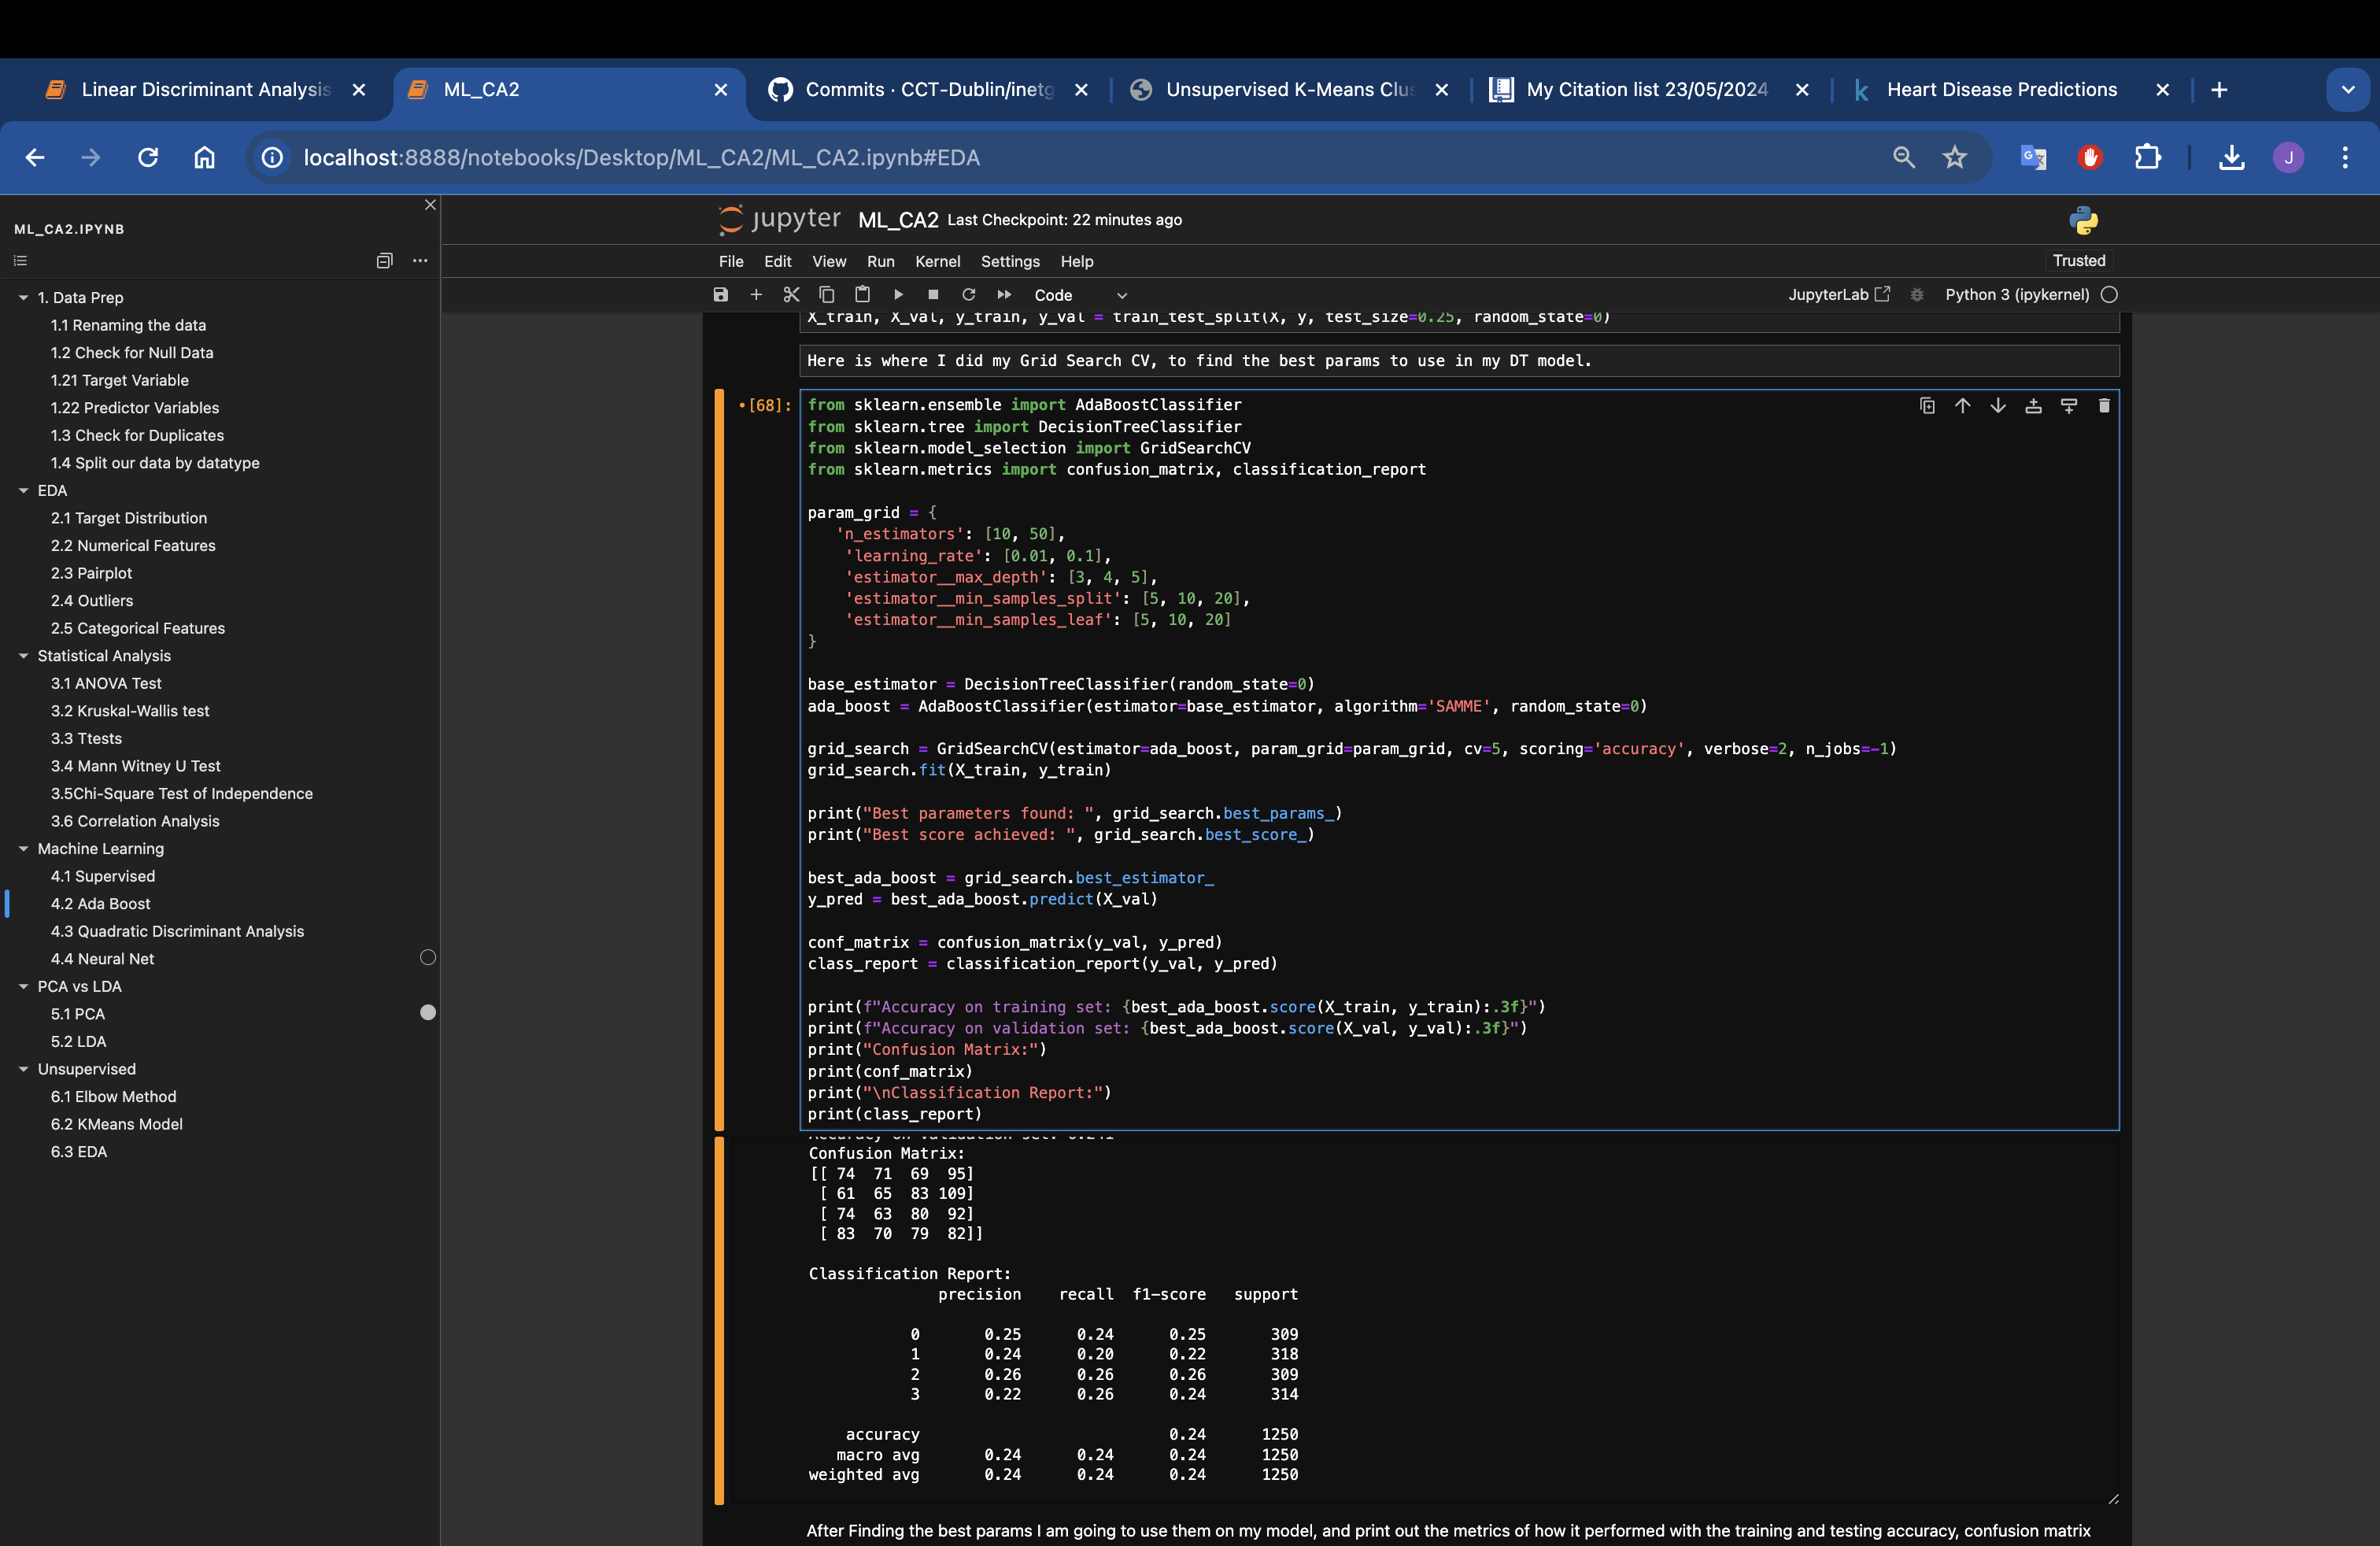 Linear Discriminant Analysis
ML_CA2
Commits · CCT-Dublin/inetg
Unsupervised K-Means Clus
My Citation list 23/05/2024
k Heart Disease Predictions
localhost:8888/notebooks/Desktop/ML_CA2/ML_CA2.ipynb#EDA
J
ML_CA2.IPYNB
1. Data Prep
1.1 Renaming the data
1.2 Check for Null Data
1.21 Target Variable
1.22 Predictor Variables
1.3 Check for Duplicates
1.4 Split our data by datatype
EDA
2.1 Target Distribution
2.2 Numerical Features
2.3 Pairplot
2.4 Outliers
2.5 Categorical Features
Statistical Analysis
3.1 ANOVA Test
3.2 Kruskal-Wallis test
3.3 Ttests
3.4 Mann Witney U Test
3.5Chi-Square Test of Independence
3.6 Correlation Analysis
Machine Learning
4.1 Supervised
4.2 Ada Boost
4.3 Quadratic Discriminant Analysis
4.4 Neural Net
PCA vs LDA
5.1 PCA
5.2 LDA
Unsupervised
6.1 Elbow Method
6.2 KMeans Model
6.3 EDA
jupyter ML_CA2 Last Checkpoint: 22 minutes ago
File Edit View Run Kernel Settings Help
Trusted
Code
JupyterLab
Python 3 (ipykernel)
X_train, X_val, y_train, y_val = train_test_split(X, y, test_size=0.25, random_state=0)
Here is where I did my Grid Search CV, to find the best params to use in my DT model.
•[68]:
from sklearn.ensemble import AdaBoostClassifier
from sklearn.tree import DecisionTreeClassifier
from sklearn.model_selection import GridSearchCV
from sklearn.metrics import confusion_matrix, classification_report
param_grid = {
'n_estimators': [10, 50],
'learning_rate': [0.01, 0.1],
'estimator__max_depth': [3, 4, 5],
'estimator__min_samples_split': [5, 10, 20],
'estimator__min_samples_leaf': [5, 10, 20]
}
base_estimator = DecisionTreeClassifier(random_state=0)
ada_boost = AdaBoostClassifier(estimator=base_estimator, algorithm='SAMME', random_state=0)
grid_search = GridSearchCV(estimator=ada_boost, param_grid=param_grid, cv=5, scoring='accuracy', verbose=2, n_jobs=-1)
grid_search.fit(X_train, y_train)
print("Best parameters found: ", grid_search.best_params_)
print("Best score achieved: ", grid_search.best_score_)
best_ada_boost = grid_search.best_estimator_
y_pred = best_ada_boost.predict(X_val)
conf_matrix = confusion_matrix(y_val, y_pred)
class_report = classification_report(y_val, y_pred)
print(f"Accuracy on training set: {best_ada_boost.score(X_train, y_train):.3f}")
print(f"Accuracy on validation set: {best_ada_boost.score(X_val, y_val):.3f}")
print("Confusion Matrix:")
print(conf_matrix)
print("\nClassification Report:")
print(class_report)
Accuracy on validation set: 0.241
Confusion Matrix:
[[ 74 71 69 95]
[ 61 65 83 109]
[ 74 63 80 92]
[ 83 70 79 82]]
Classification Report:
precision recall f1-score support
0 0.25 0.24 0.25 309
1 0.24 0.20 0.22 318
2 0.26 0.26 0.26 309
3 0.22 0.26 0.24 314
accuracy 0.24 1250
macro avg 0.24 0.24 0.24 1250
weighted avg 0.24 0.24 0.24 1250
After Finding the best params I am going to use them on my model, and print out the metrics of how it performed with the training and testing accuracy, confusion matrix